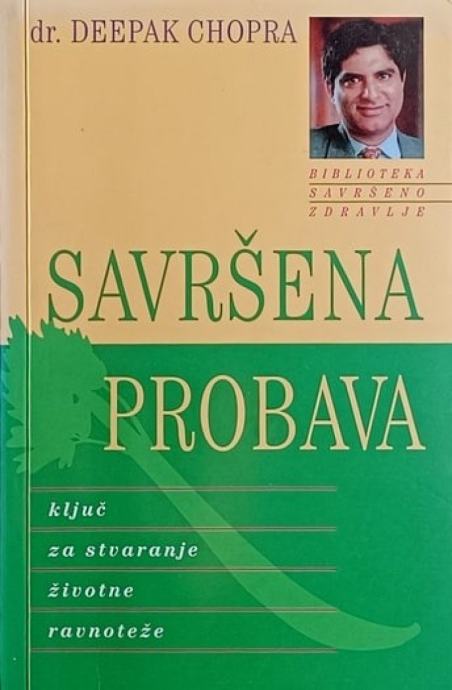 dr. DEEPAK CHOPRA
BIBLIOTEKA
SAVRŠENO
ZDRAVLJE
SAVRŠENA
PROBAVA
ključ
za stvaranje
životne
ravnoteže